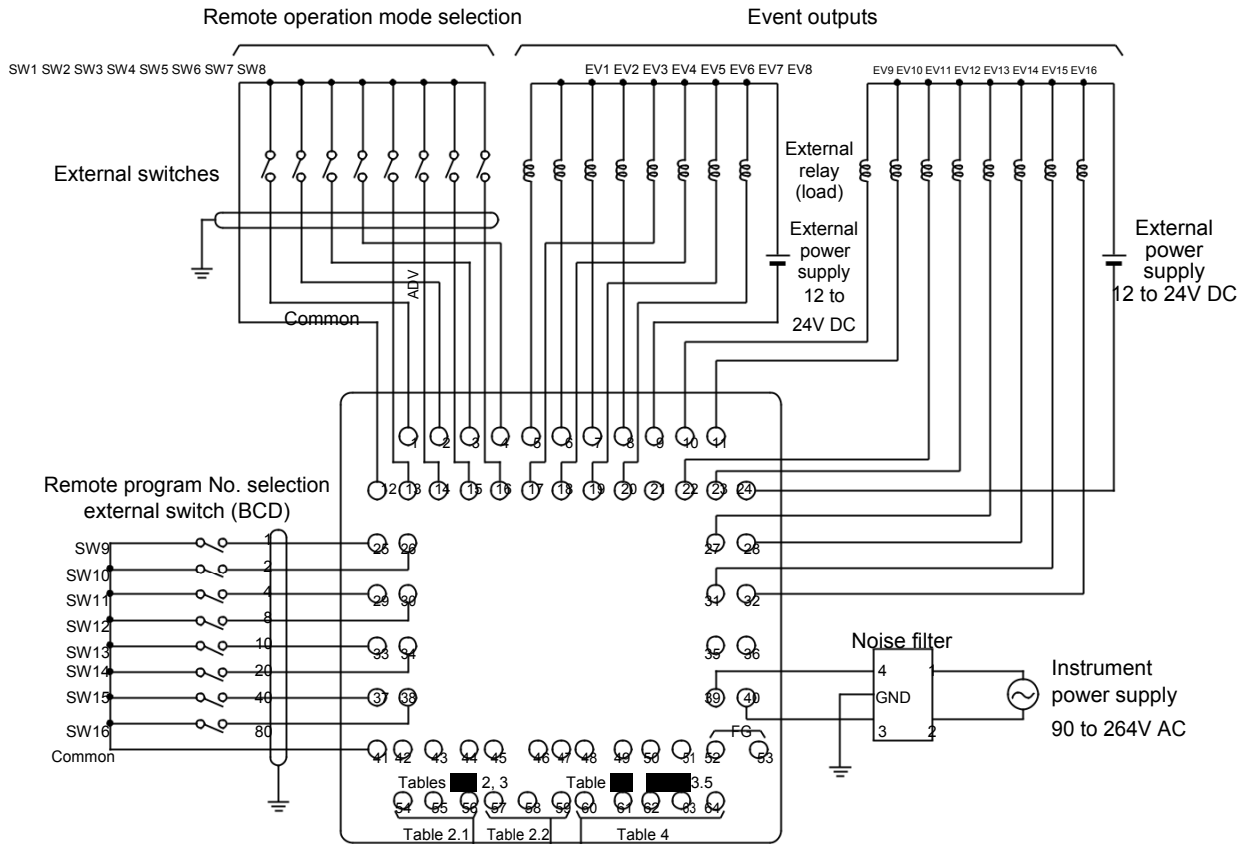 Remote operation mode selection
Event outputs
SW1 SW2 SW3 SW4 SW5 SW6 SW7 SW8
EV1 EV2 EV3 EV4 EV5 EV6 EV7 EV8
EV9 EV10 EV11 EV12 EV13 EV14 EV15 EV16
External switches
External
relay
(load)
External
power
supply
12 to
24V DC
External
power
supply
12 to 24V DC
ADV
Common
1 2 3 4 5 6 7 8 9 10 11
12 13 14 15 16 17 18 19 20 21 22 23 24
Remote program No. selection
external switch (BCD)
SW9 1 25 26 27 28
SW10 2
SW11 4 29 30 31 32
SW12 8
SW13 10 33 34 35 36
SW14 20
SW15 40 37 38 39 40
SW16 80
Common
Noise filter
4 1
GND
3 2
Instrument
power supply
90 to 264V AC
FG
41 42 43 44 45 46 47 48 49 50 51 52 53
Tables 2, 3 Table 3.5
54 55 56 57 58 59 60 61 62 63 64
Table 2.1 Table 2.2 Table 4